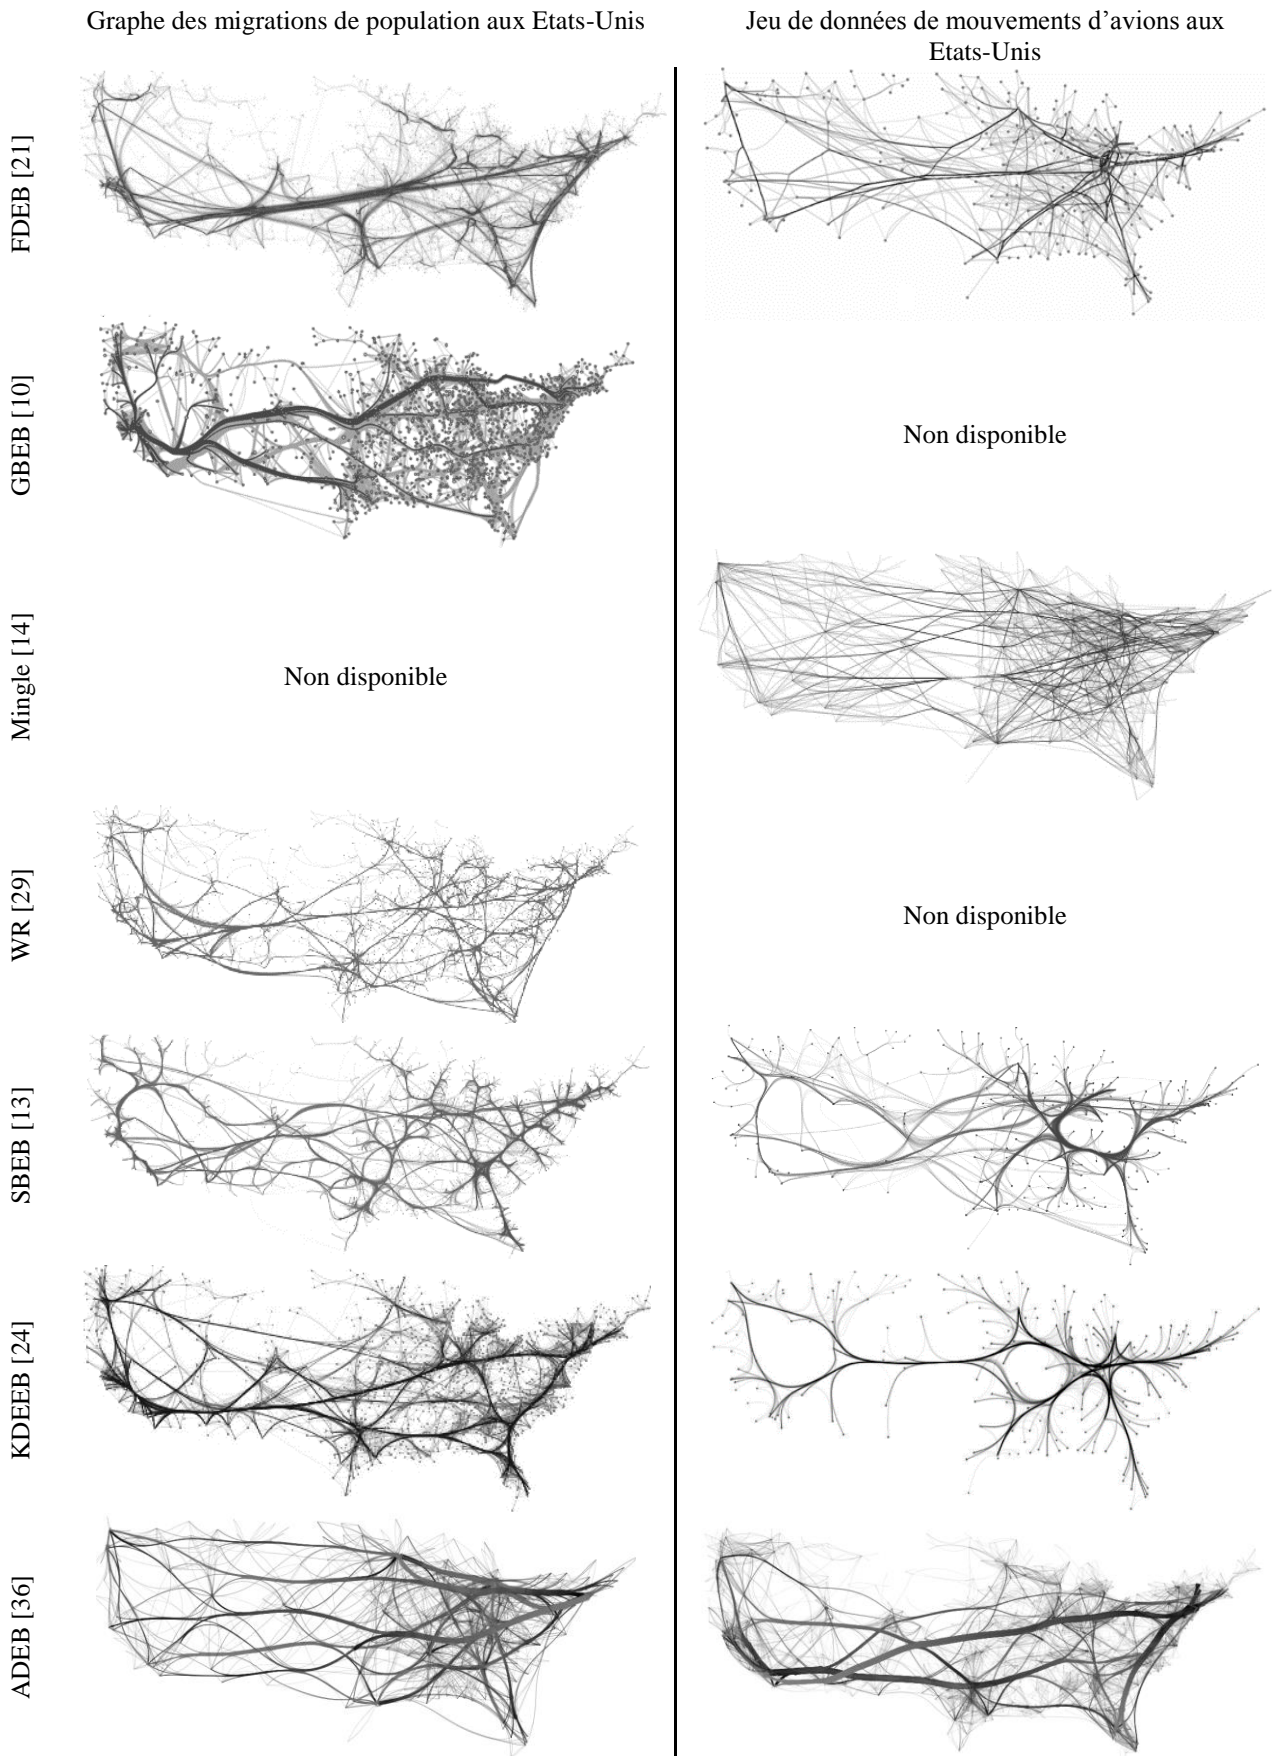 Graphe des migrations de population aux Etats-Unis
Jeu de données de mouvements d'avions aux
Etats-Unis
FDEB [21]
GBEB [10]
Non disponible
Mingle [14]
Non disponible
WR [29]
Non disponible
SBEB [13]
KDEEB [24]
ADEB [36]